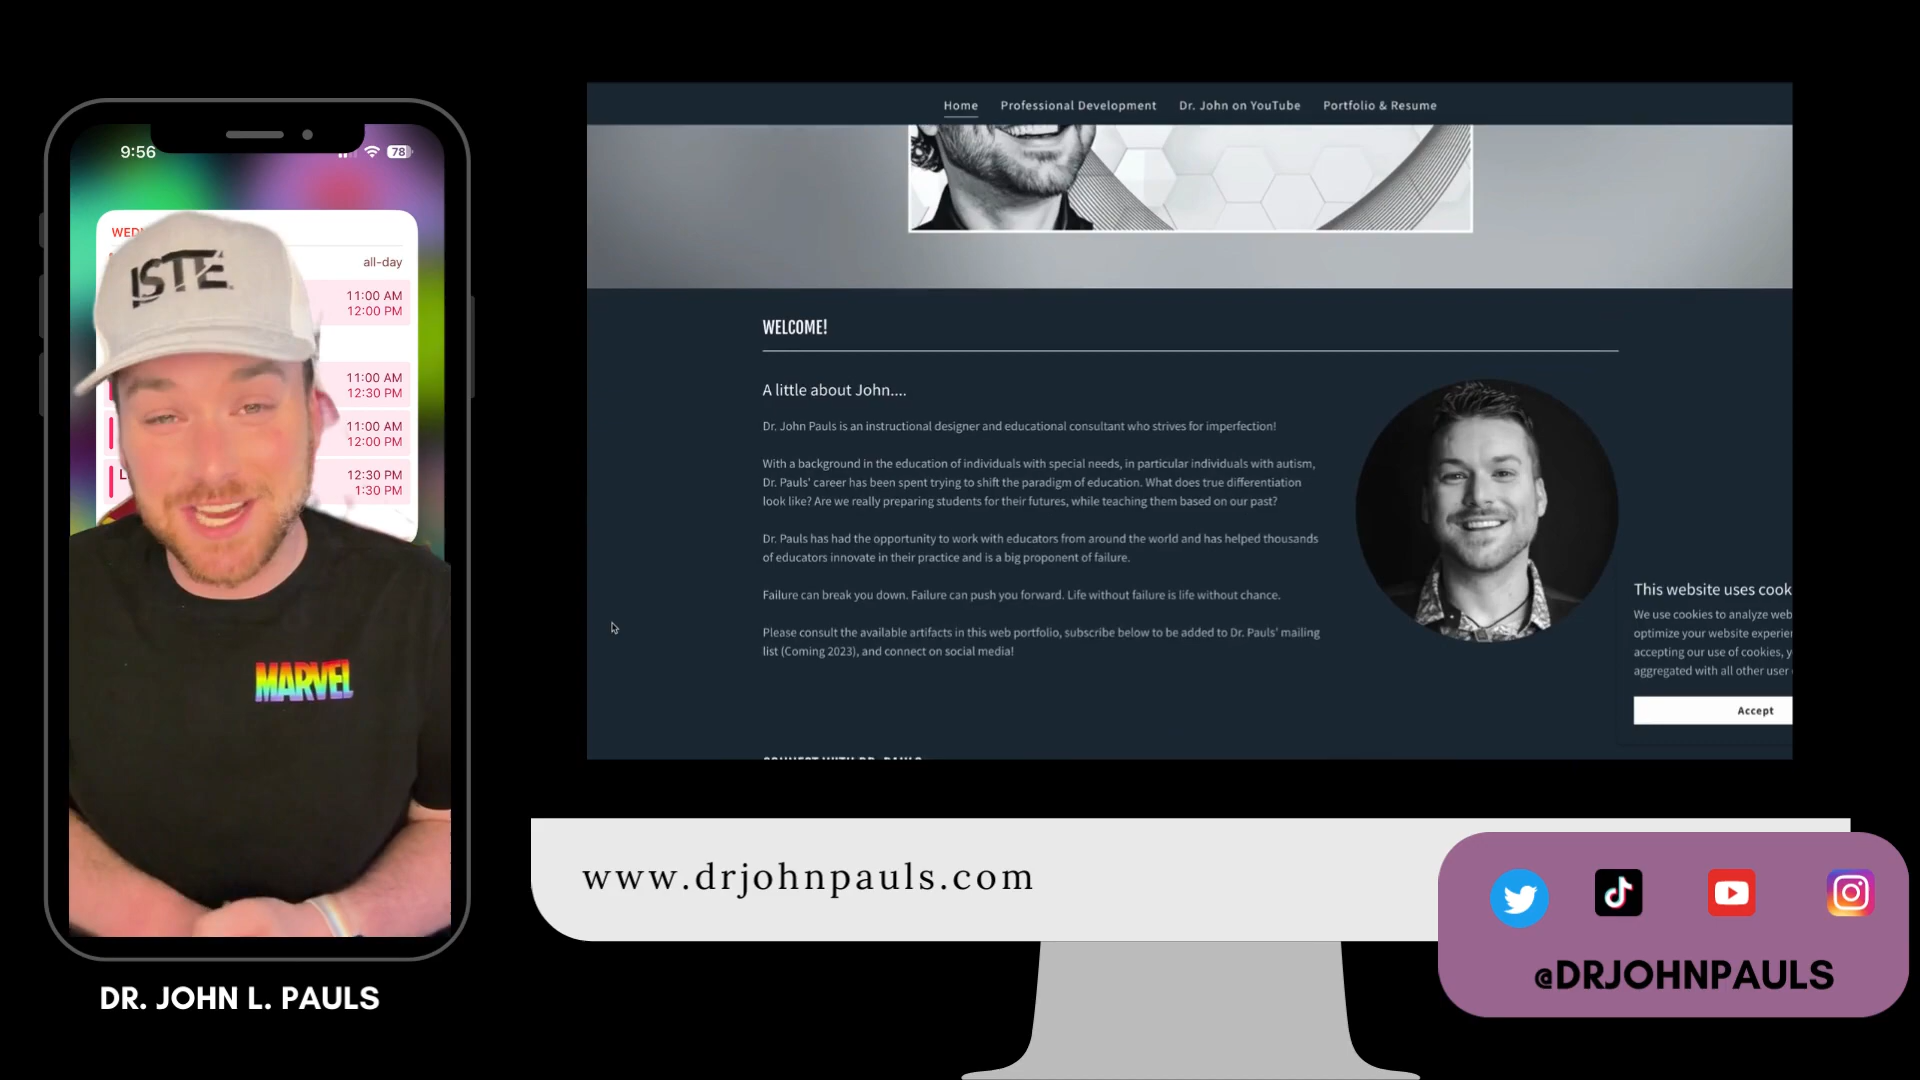 9:56
78
WED
all-day
11:00 AM
12:00 PM
11:00 AM
12:30 PM
11:00 AM
12:00 PM
L
12:30 PM
1:30 PM
ISTE.
MARVEL
DR. JOHN L. PAULS
Home Professional Development Dr. John on YouTube Portfolio & Resume
WELCOME!
A little about John....
Dr. John Pauls is an instructional designer and educational consultant who strives for imperfection!
With a background in the education of individuals with special needs, in particular individuals with autism,
Dr. Pauls' career has been spent trying to shift the paradigm of education. What does true differentiation
look like? Are we really preparing students for their futures, while teaching them based on our past?
Dr. Pauls has had the opportunity to work with educators from around the world and has helped thousands
of educators innovate in their practice and is a big proponent of failure.
Failure can break you down. Failure can push you forward. Life without failure is life without chance.
Please consult the available artifacts in this web portfolio, subscribe below to be added to Dr. Pauls' mailing
list (Coming 2023), and connect on social media!
CONNECT WITH DR. PAULS
This website uses cook
We use cookies to analyze web
optimize your website experien
accepting our use of cookies, y
aggregated with all other user
Accept
www.drjohnpauls.com
@DRJOHNPAULS